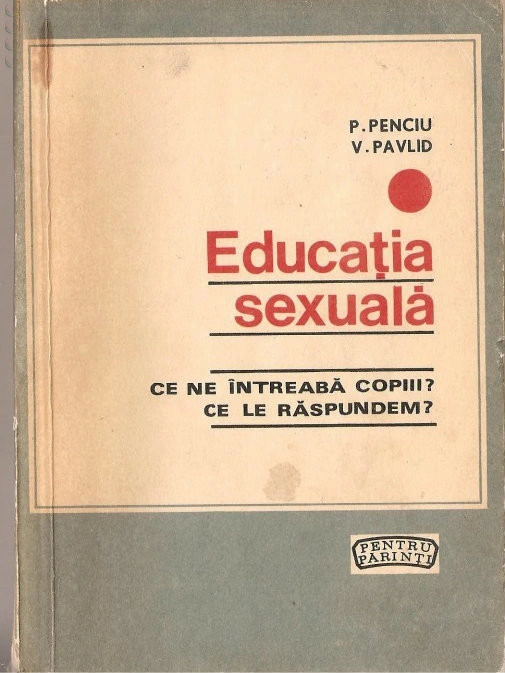 P. PENCIU
V. PAVLID
Educația
sexuală
CE NE ÎNTREABĂ COPIII?
CE LE RĂSPUNDEM?
PENTRU
PĂRINȚI